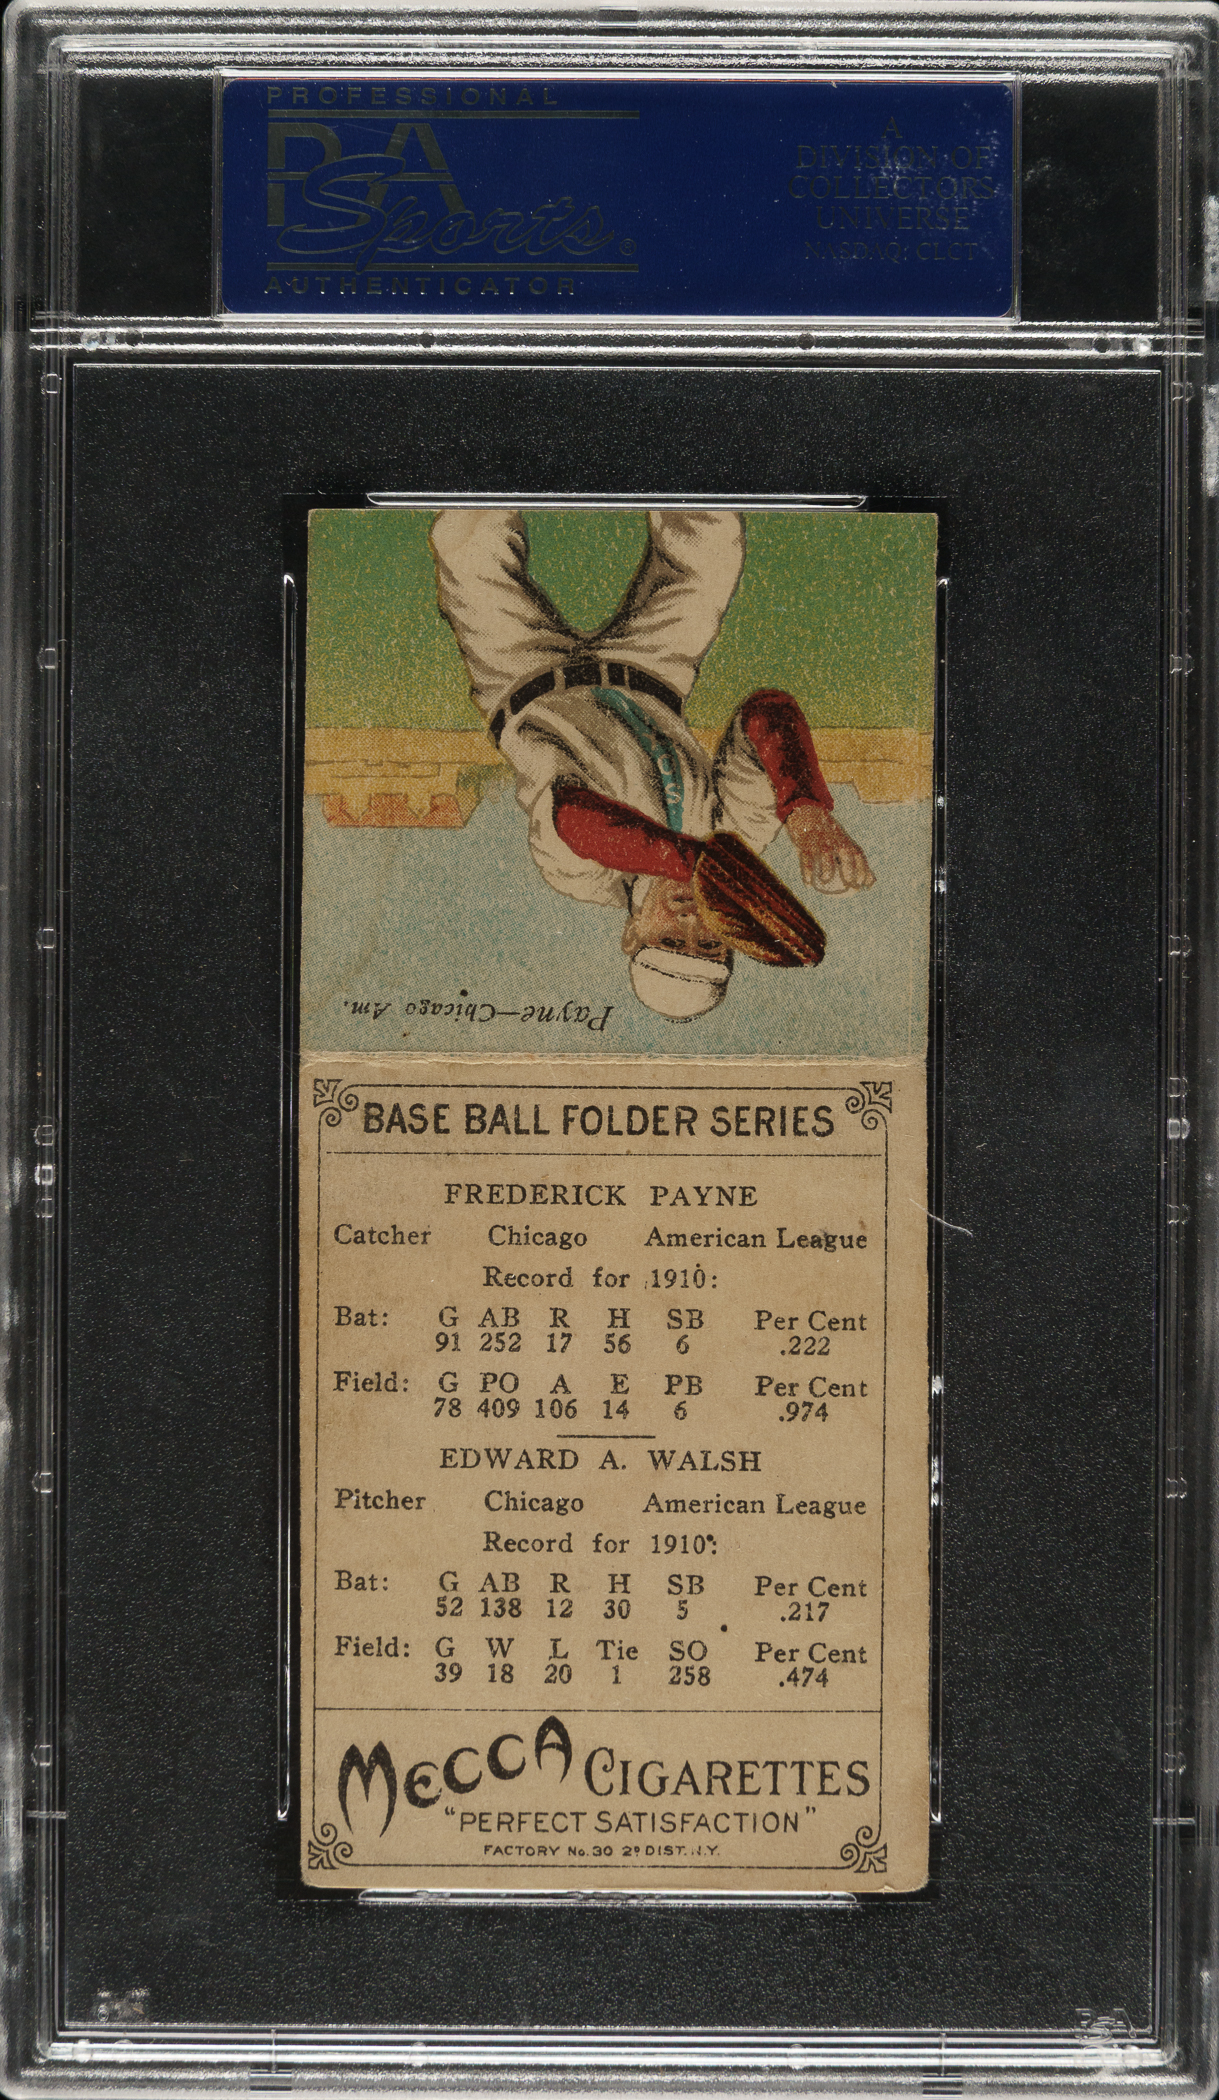 PROFESSIONAL
PSA
Sports®
AUTHENTICATOR
A
DIVISION OF
COLLECTORS
UNIVERSE
NASDAQ: CLCT
SOX
Payne—Chicago Am.
BASE BALL FOLDER SERIES
FREDERICK PAYNE
Catcher Chicago American League
Record for 1910:
Bat: G AB R H SB Per Cent
91 252 17 56 6 .222
Field: G PO A E PB Per Cent
78 409 106 14 6 .974
EDWARD A. WALSH
Pitcher Chicago American League
Record for 1910:
Bat: G AB R H SB Per Cent
52 138 12 30 5 .217
Field: G W L Tie SO Per Cent
39 18 20 1 258 .474
MECCA CIGARETTES
"PERFECT SATISFACTION"
FACTORY No. 30 2D DIST. N.Y.
PSA